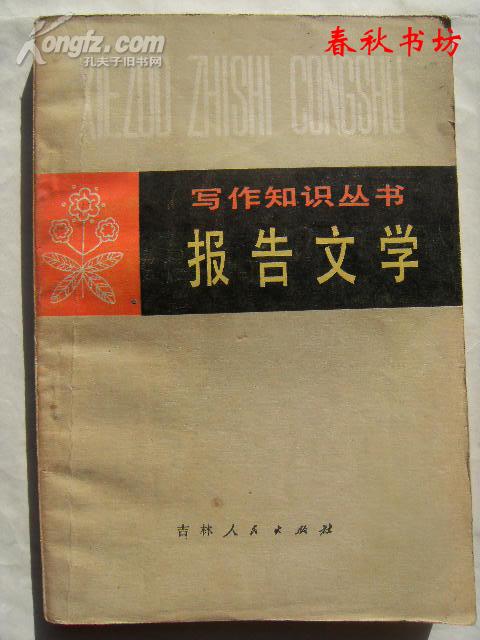 Kongfz.com
孔夫子旧书网
春秋书坊
XIEZUO ZHISHI CONGSHU
写作知识丛书
报告文学
吉林人民出版社